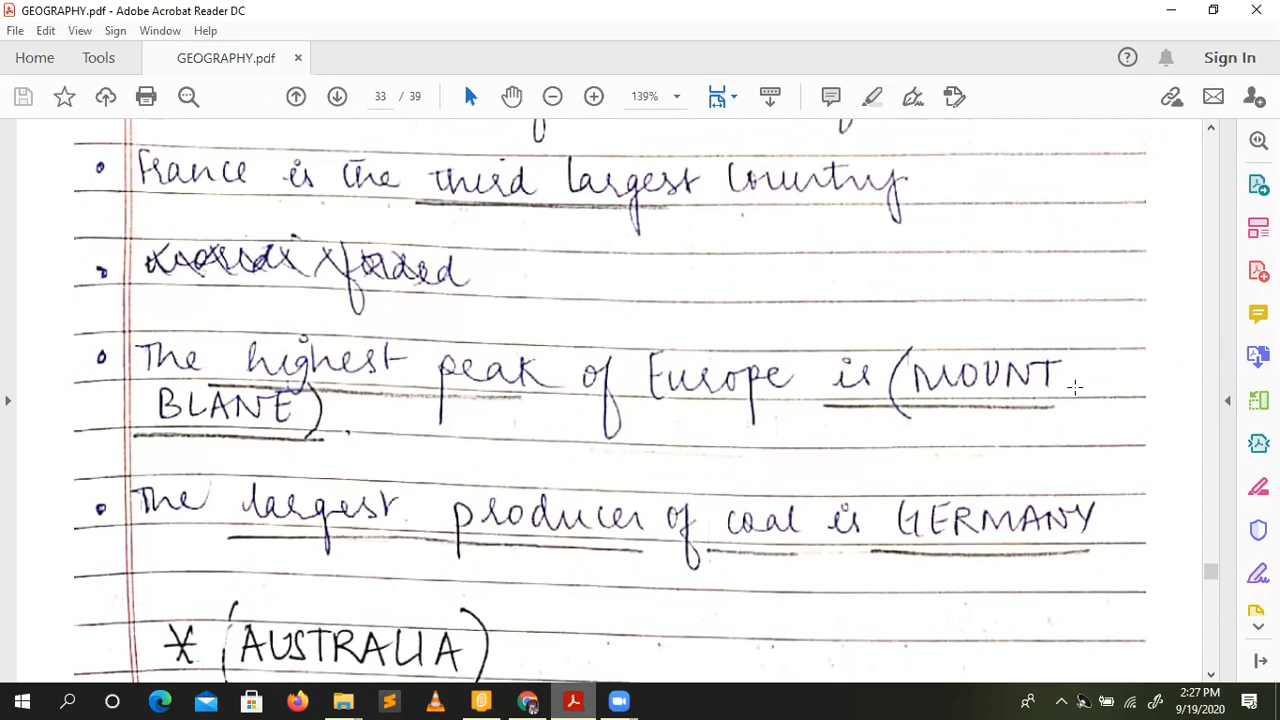 GEOGRAPHY.pdf - Adobe Acrobat Reader DC
File Edit View Sign Window Help
Home Tools GEOGRAPHY.pdf × Sign In
33 / 39 139%
• France is the third largest country
• The highest peak of Europe is (MOUNT
BLANE).
• The largest producer of coal is GERMANY
* (AUSTRALIA)
2:27 PM
9/19/2020